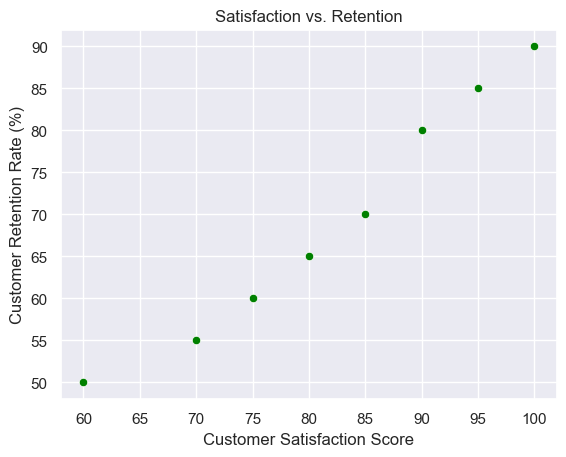 Satisfaction vs. Retention
Customer Retention Rate (%)
90
85
80
75
70
65
60
55
50
60 65 70 75 80 85 90 95 100
Customer Satisfaction Score